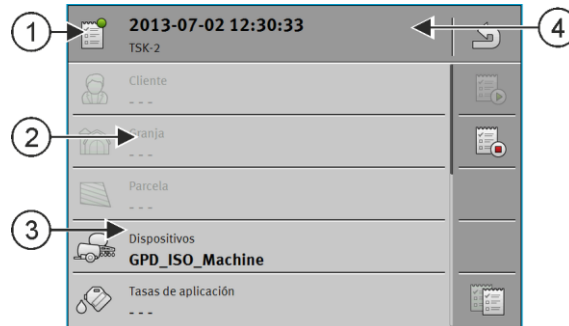 1
2013-07-02 12:30:33
4
TSK-2
Cliente
- - -
2
Granja
- - -
Parcela
- - -
3
Dispositivos
GPD_ISO_Machine
Tasas de aplicación
- - -